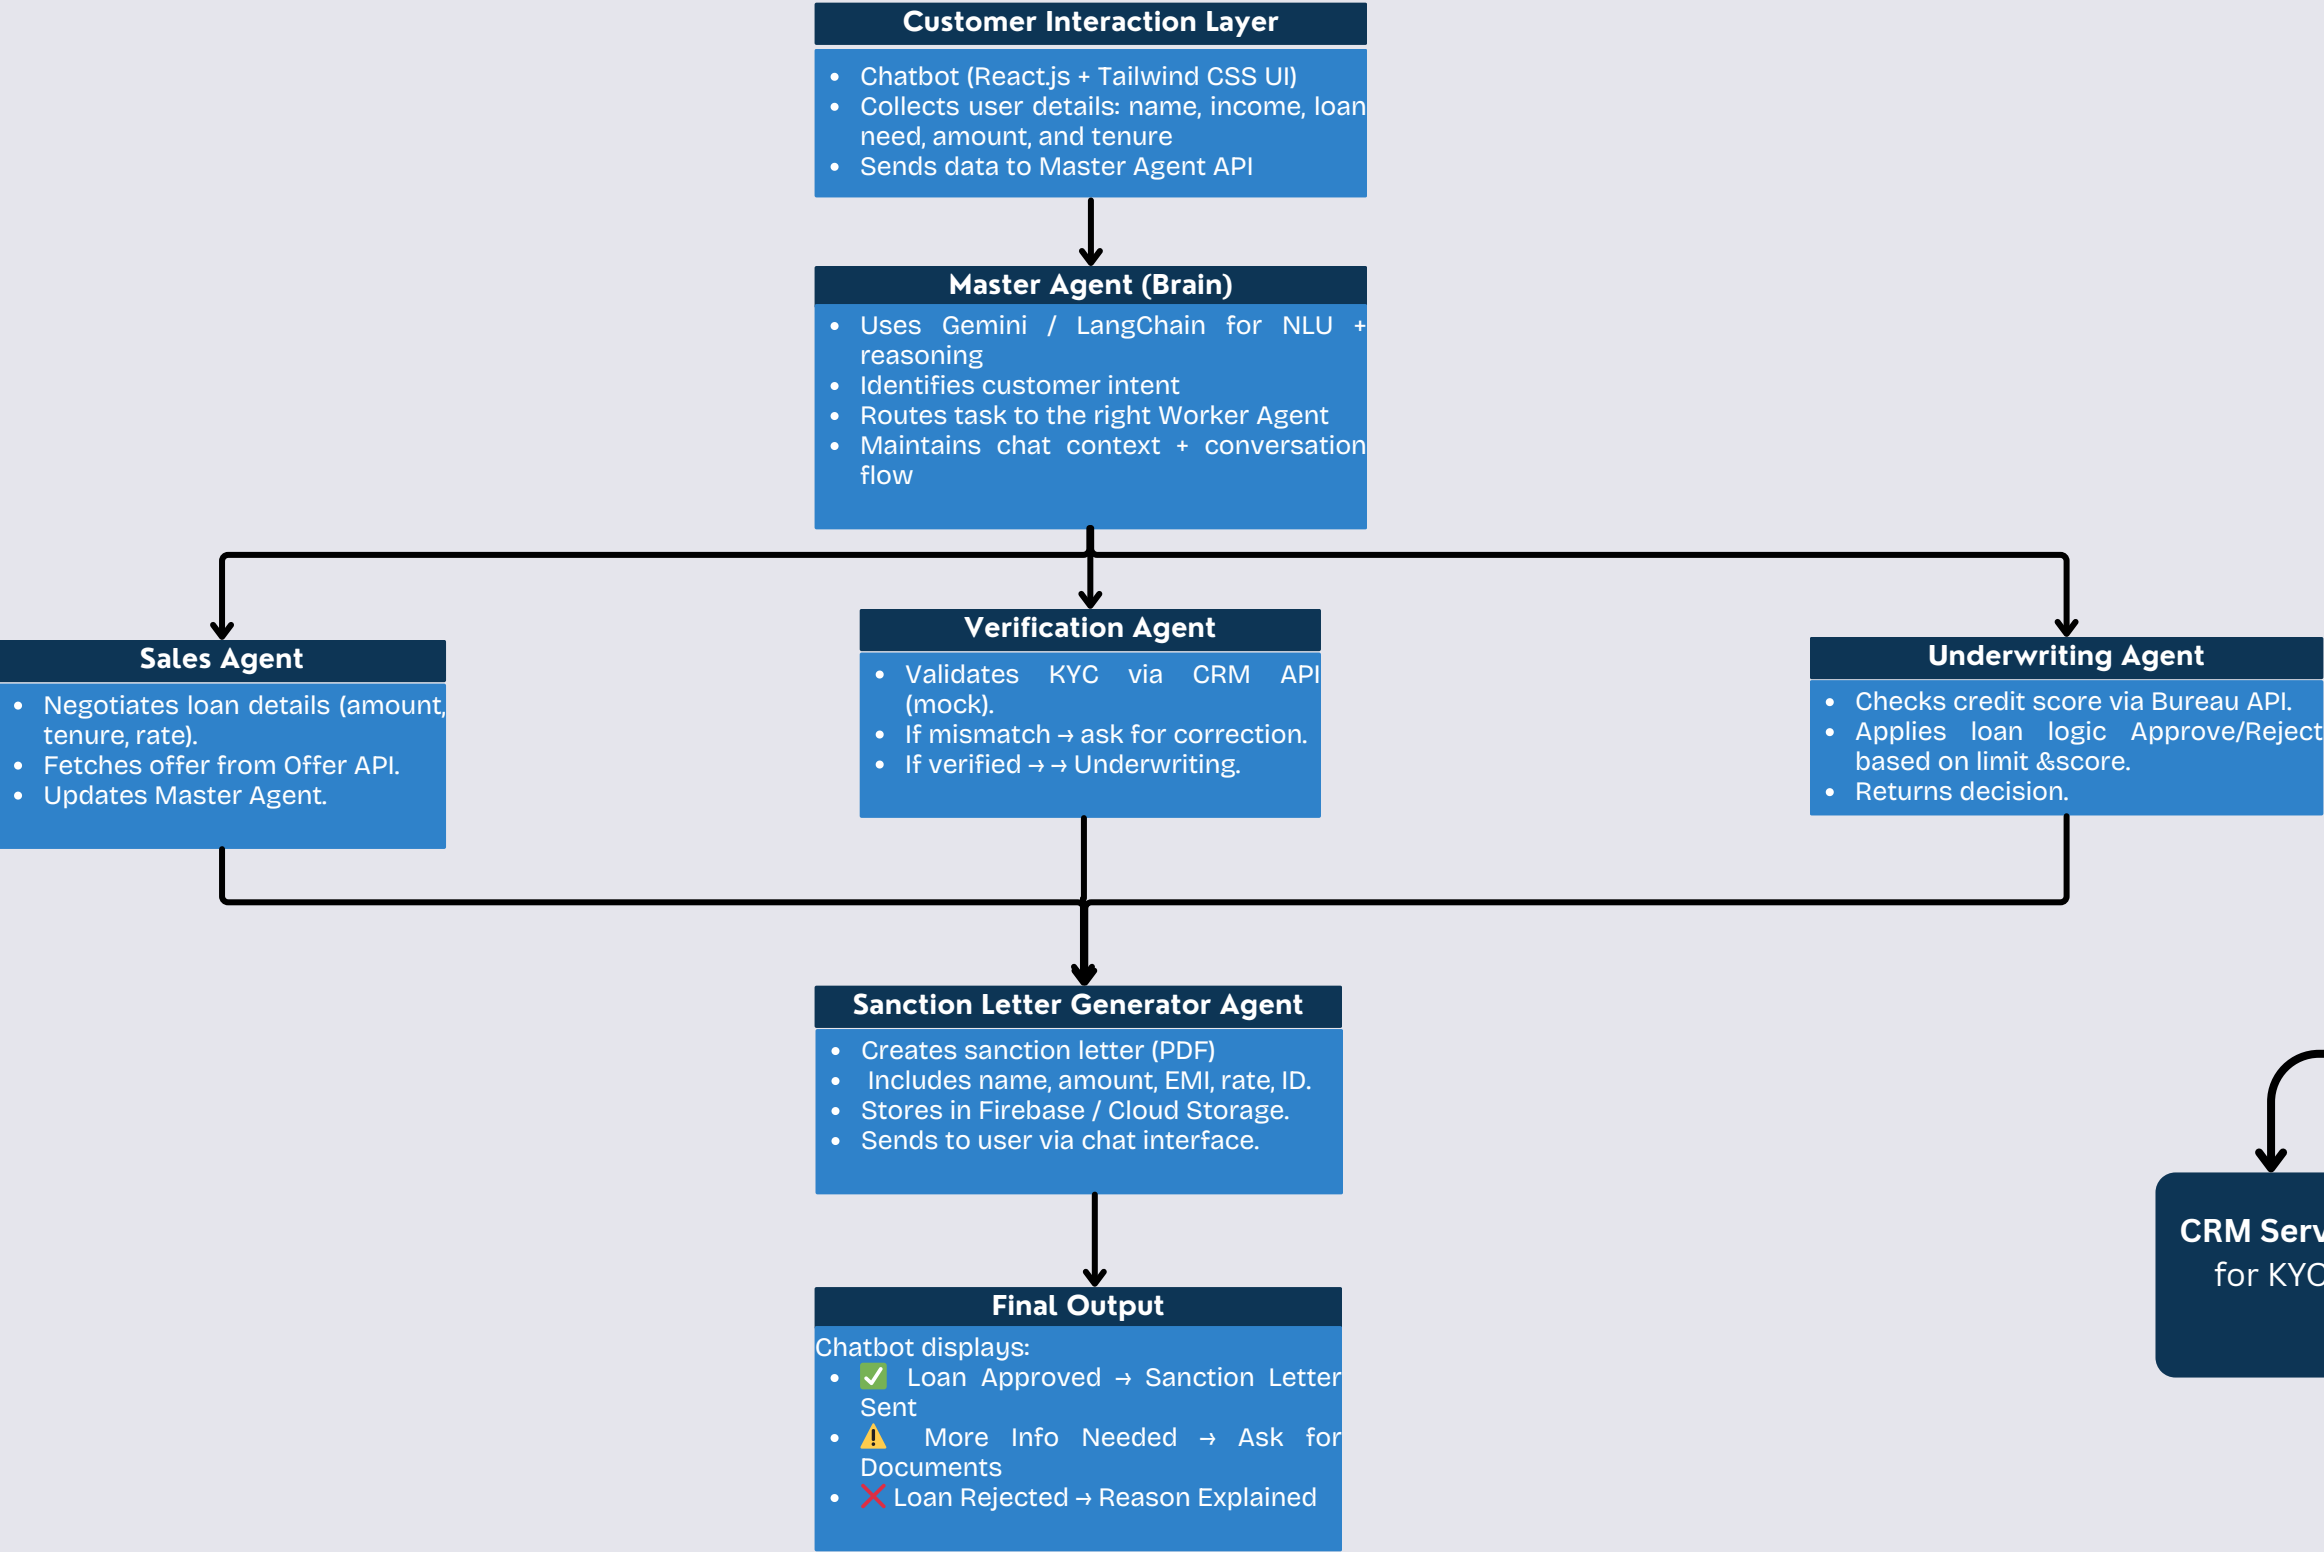 Customer Interaction Layer
• Chatbot (React.js + Tailwind CSS UI)
• Collects user details: name, income, loan
need, amount, and tenure
• Sends data to Master Agent API
Master Agent (Brain)
• Uses Gemini / LangChain for NLU +
reasoning
• Identifies customer intent
• Routes task to the right Worker Agent
• Maintains chat context + conversation
flow
Sales Agent
• Negotiates loan details (amount,
tenure, rate).
• Fetches offer from Offer API.
• Updates Master Agent.
Verification Agent
• Validates KYC via CRM API
(mock).
• If mismatch → ask for correction.
• If verified → → Underwriting.
Underwriting Agent
• Checks credit score via Bureau API.
• Applies loan logic Approve/Reject
based on limit &score.
• Returns decision.
Sanction Letter Generator Agent
• Creates sanction letter (PDF)
• Includes name, amount, EMI, rate, ID.
• Stores in Firebase / Cloud Storage.
• Sends to user via chat interface.
CRM Serv
for KYC
Final Output
Chatbot displays:
• ✅ Loan Approved → Sanction Letter
Sent
• ⚠️ More Info Needed → Ask for
Documents
• ❌ Loan Rejected → Reason Explained